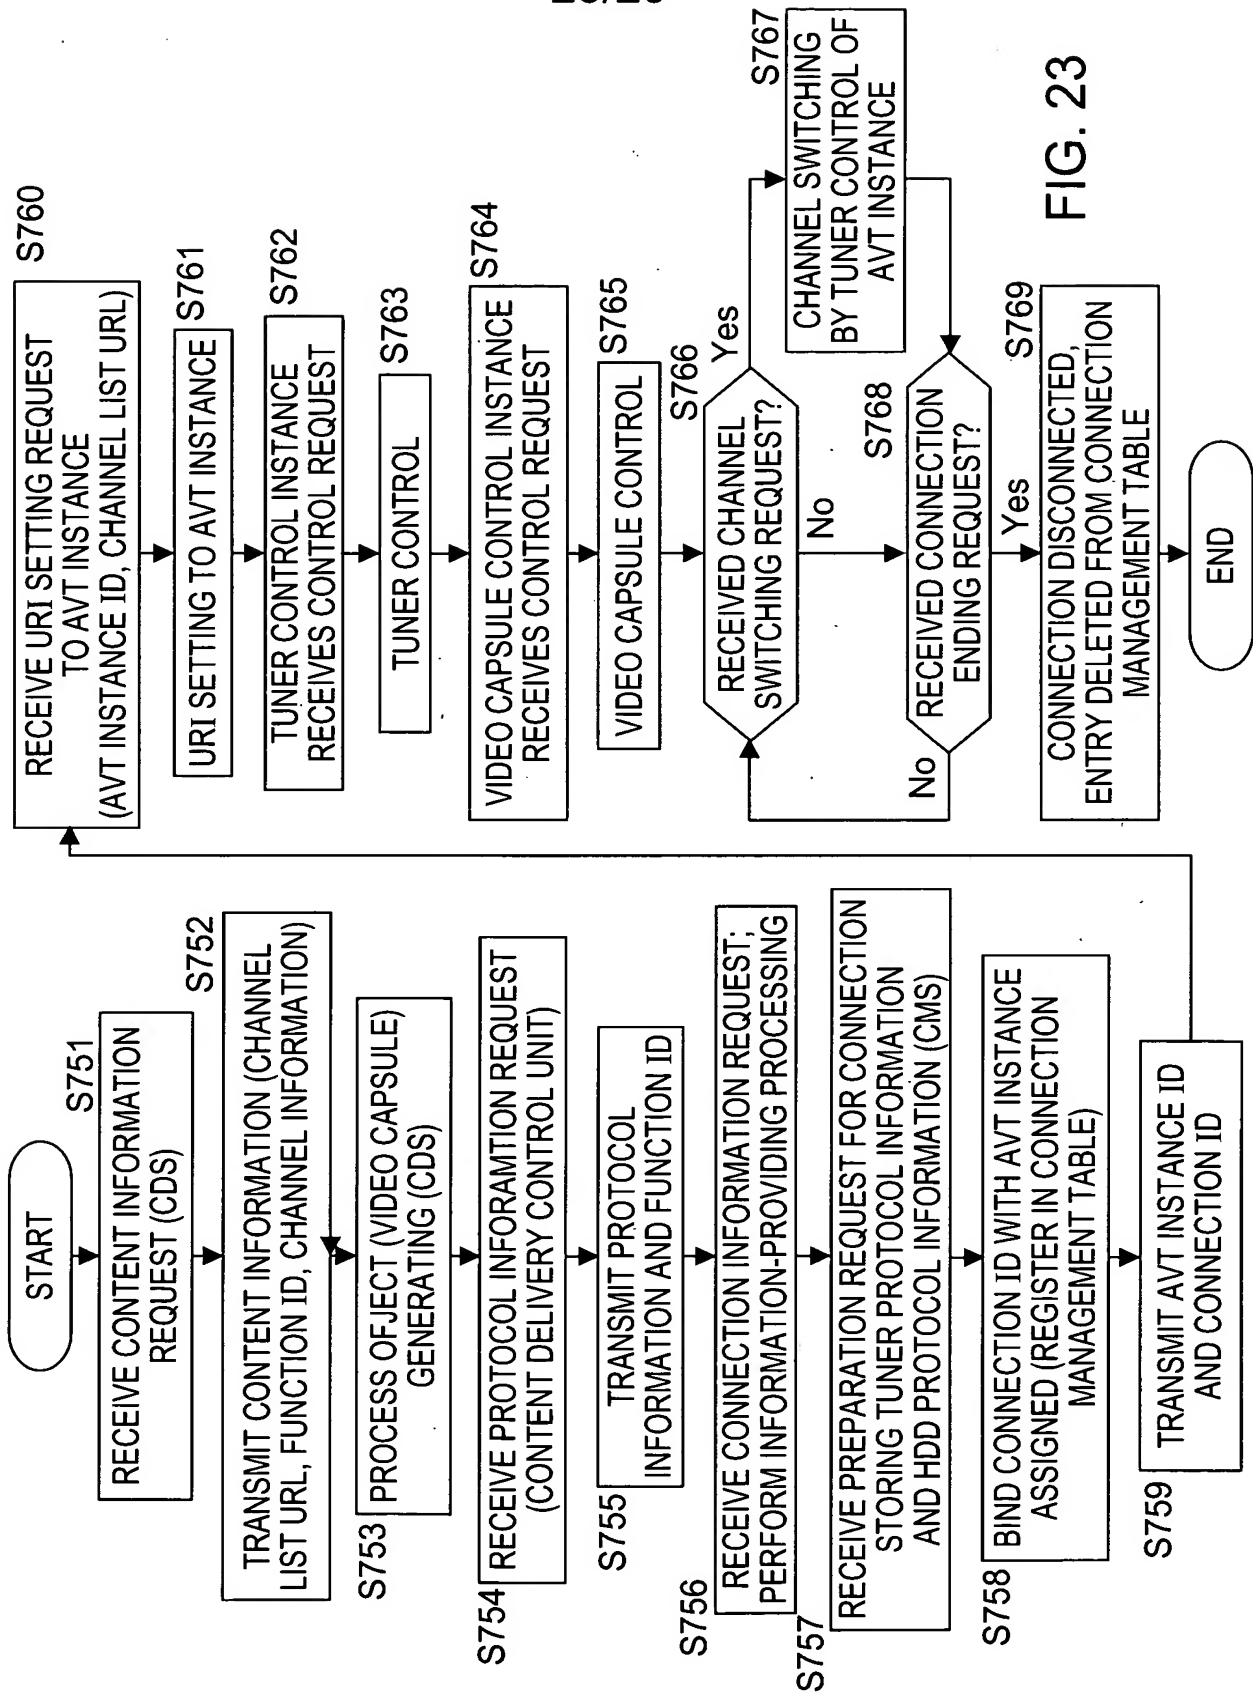 START
S751
RECEIVE CONTENT INFORMATION
REQUEST (CDS)
S752
TRANSMIT CONTENT INFORMATION (CHANNEL
LIST URL, FUNCTION ID, CHANNEL INFORMATION)
S753
PROCESS OFJECT (VIDEO CAPSULE)
GENERATING (CDS)
S754
RECEIVE PROTOCOL INFORAMTION REQUEST
(CONTENT DELIVERY CONTROL UNIT)
S755
TRANSMIT PROTOCOL
INFORMATION AND FUNCTION ID
S756
RECEIVE CONNECTION INFORMATION REQUEST;
PERFORM INFORMATION-PROVIDING PROCESSING
S757
RECEIVE PREPARATION REQUEST FOR CONNECTION
STORING TUNER PROTOCOL INFORMATION
AND HDD PROTOCOL INFORMATION (CMS)
S758
BIND CONNECTION ID WITH AVT INSTANCE
ASSIGNED (REGISTER IN CONNECTION
MANAGEMENT TABLE)
S759
TRANSMIT AVT INSTANCE ID
AND CONNECTION ID
S760
RECEIVE URI SETTING REQUEST
TO AVT INSTANCE
(AVT INSTANCE ID, CHANNEL LIST URL)
S761
URI SETTING TO AVT INSTANCE
S762
TUNER CONTROL INSTANCE
RECEIVES CONTROL REQUEST
S763
TUNER CONTROL
S764
VIDEO CAPSULE CONTROL INSTANCE
RECEIVES CONTROL REQUEST
S765
VIDEO CAPSULE CONTROL
S766
RECEIVED CHANNEL
SWITCHING REQUEST?
Yes
No
S767
CHANNEL SWITCHING
BY TUNER CONTROL OF
AVT INSTANCE
S768
RECEIVED CONNECTION
ENDING REQUEST?
No
Yes
S769
CONNECTION DISCONNECTED,
ENTRY DELETED FROM CONNECTION
MANAGEMENT TABLE
END
FIG. 23